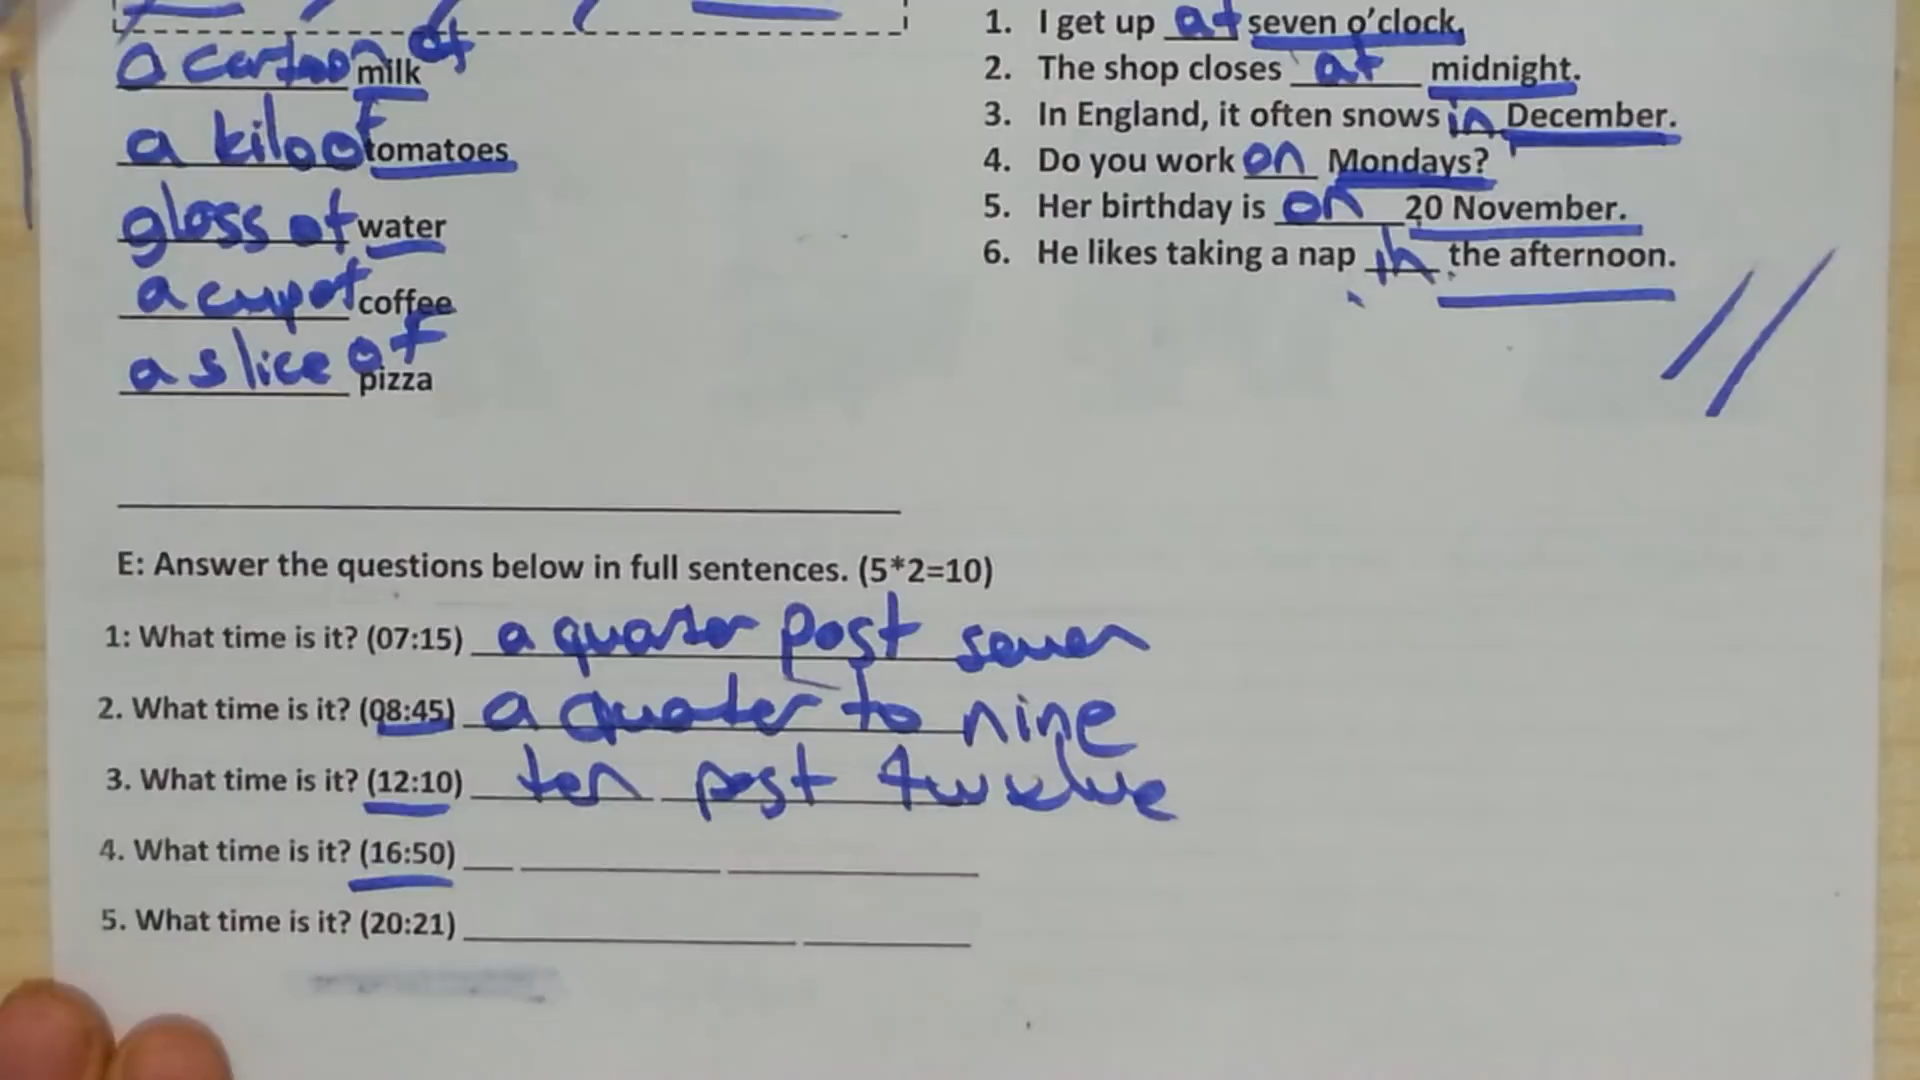 a cartoon of milk
a kilo of tomatoes
glass of water
a cup of coffee
a slice of pizza
1. I get up at seven o'clock.
2. The shop closes at midnight.
3. In England, it often snows in December.
4. Do you work on Mondays?
5. Her birthday is on 20 November.
6. He likes taking a nap in the afternoon.
E: Answer the questions below in full sentences. (5*2=10)
1: What time is it? (07:15) a quater past seven
2. What time is it? (08:45) a quater to nine
3. What time is it? (12:10) ten past twelve
4. What time is it? (16:50)
5. What time is it? (20:21)